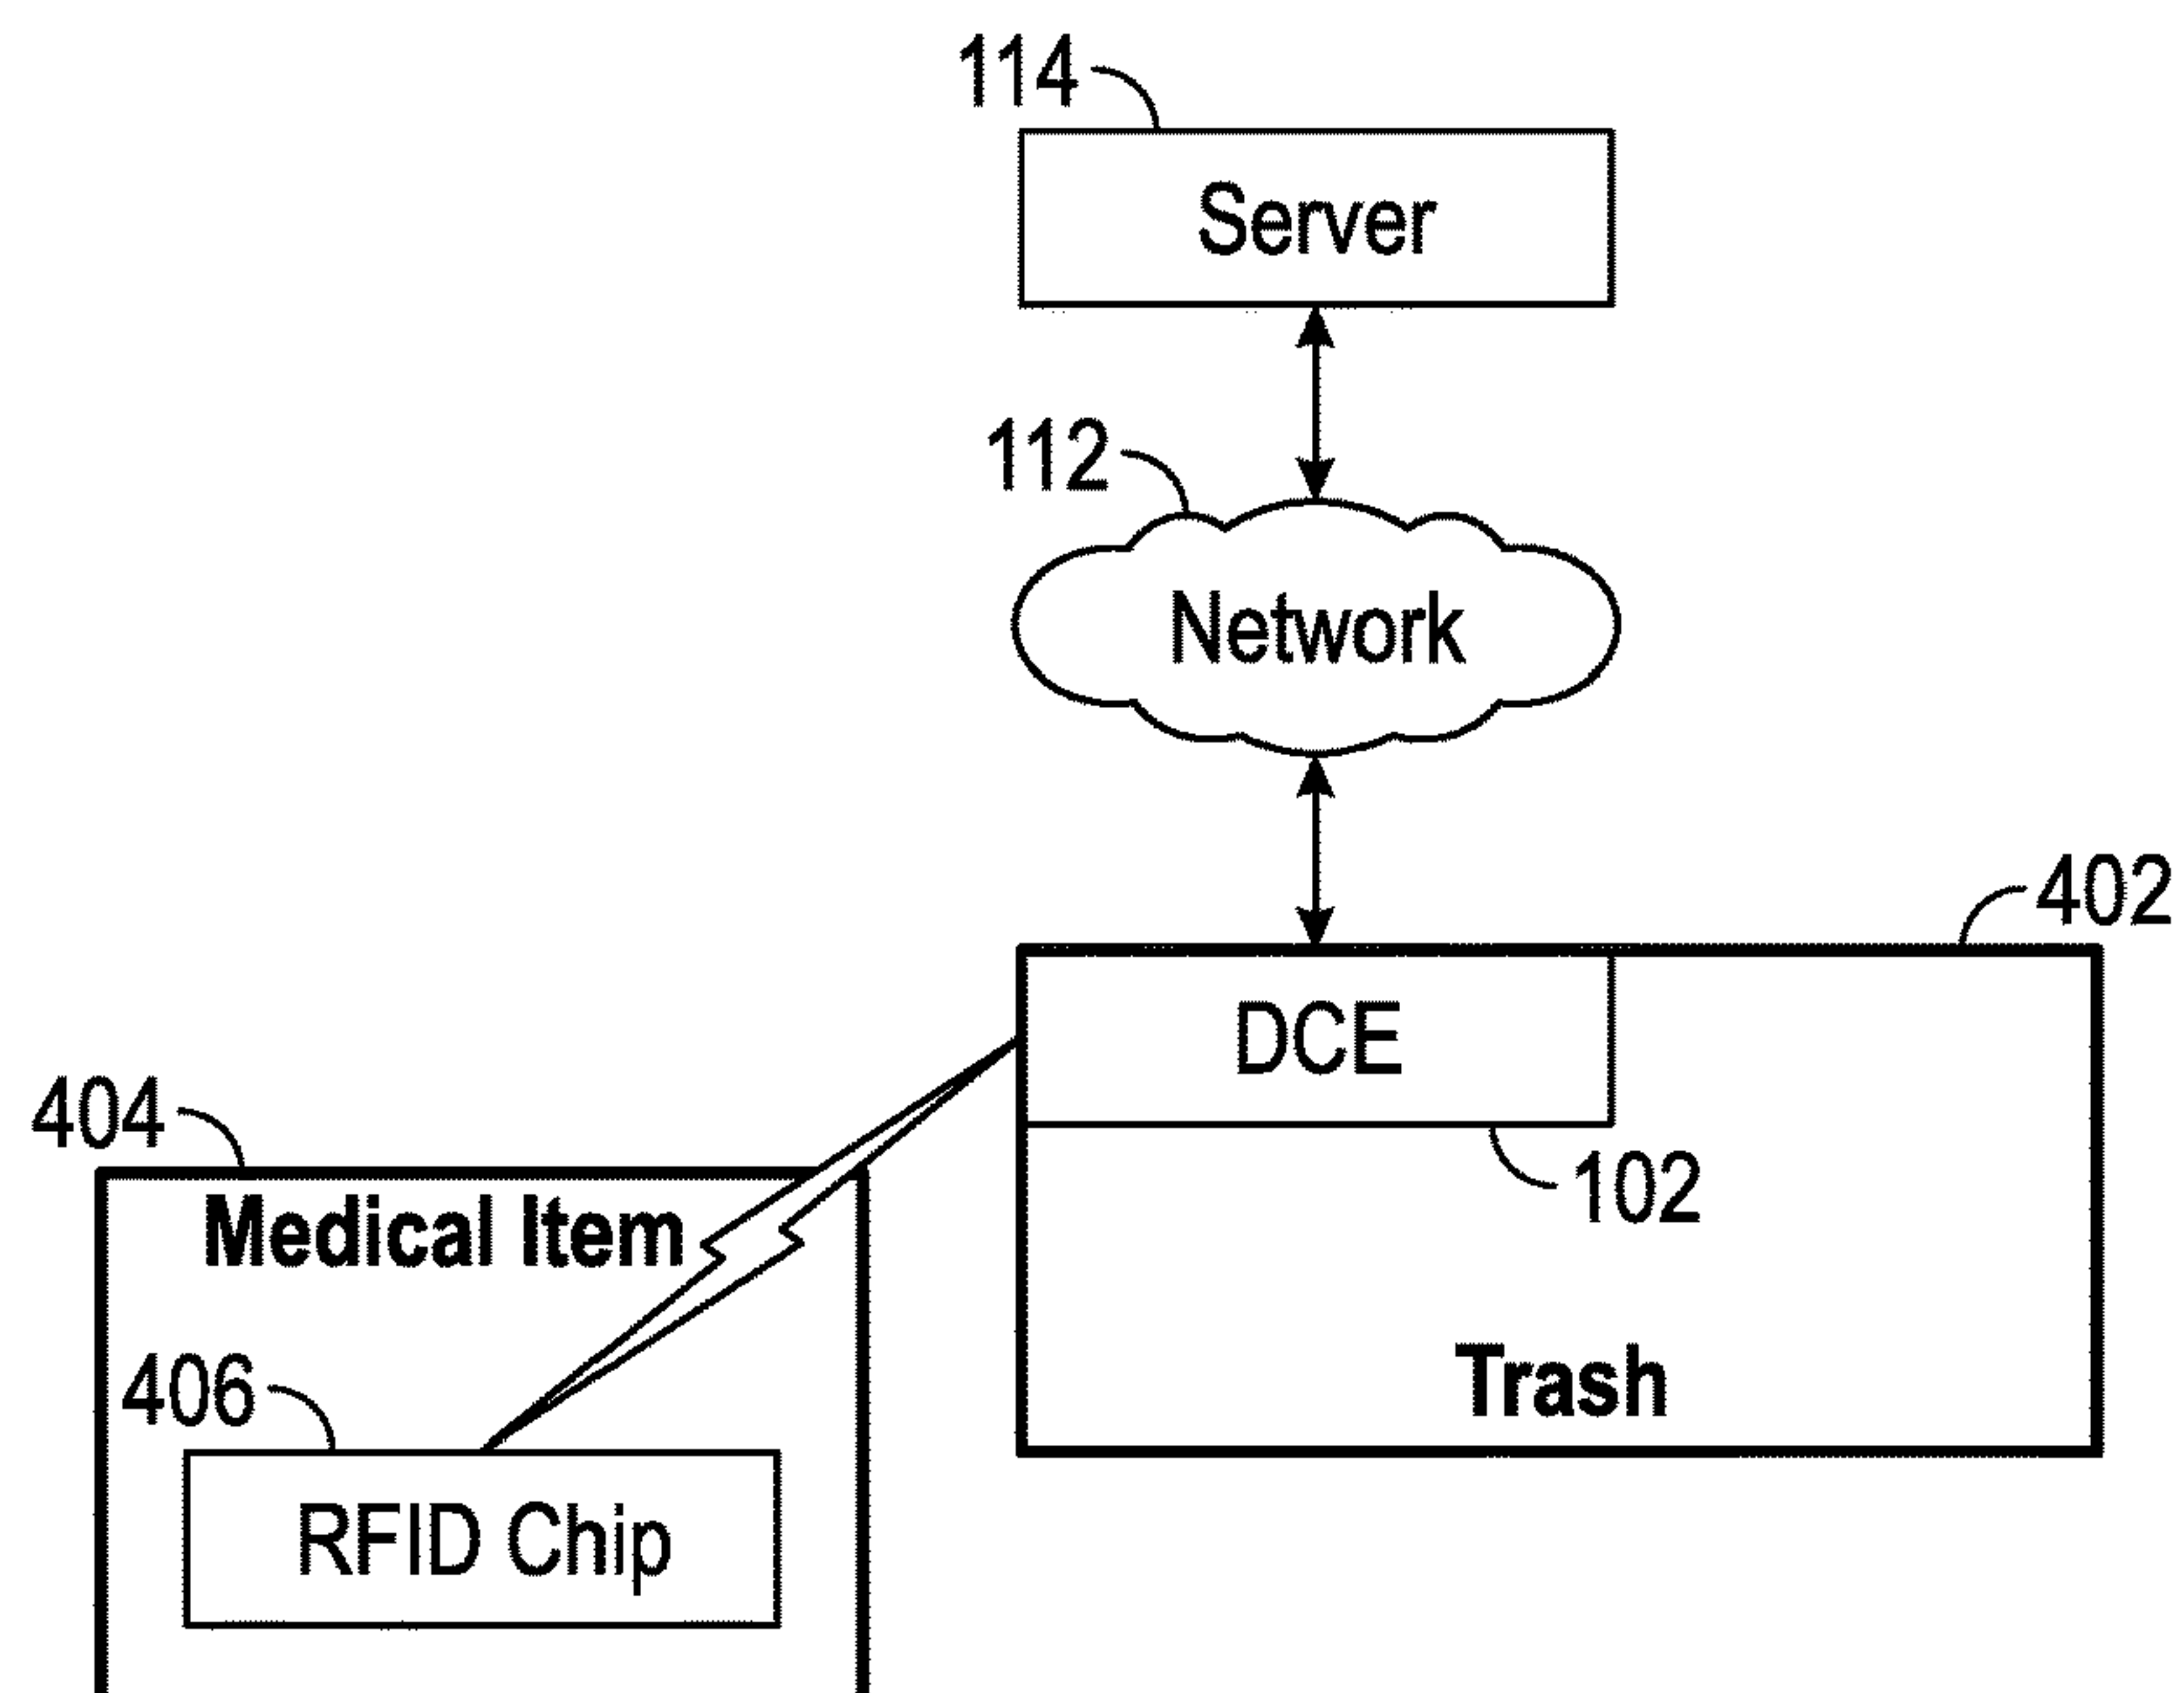 114
Server
112
Network
402
DCE
404
102
Medical Item
Trash
406
RFID Chip